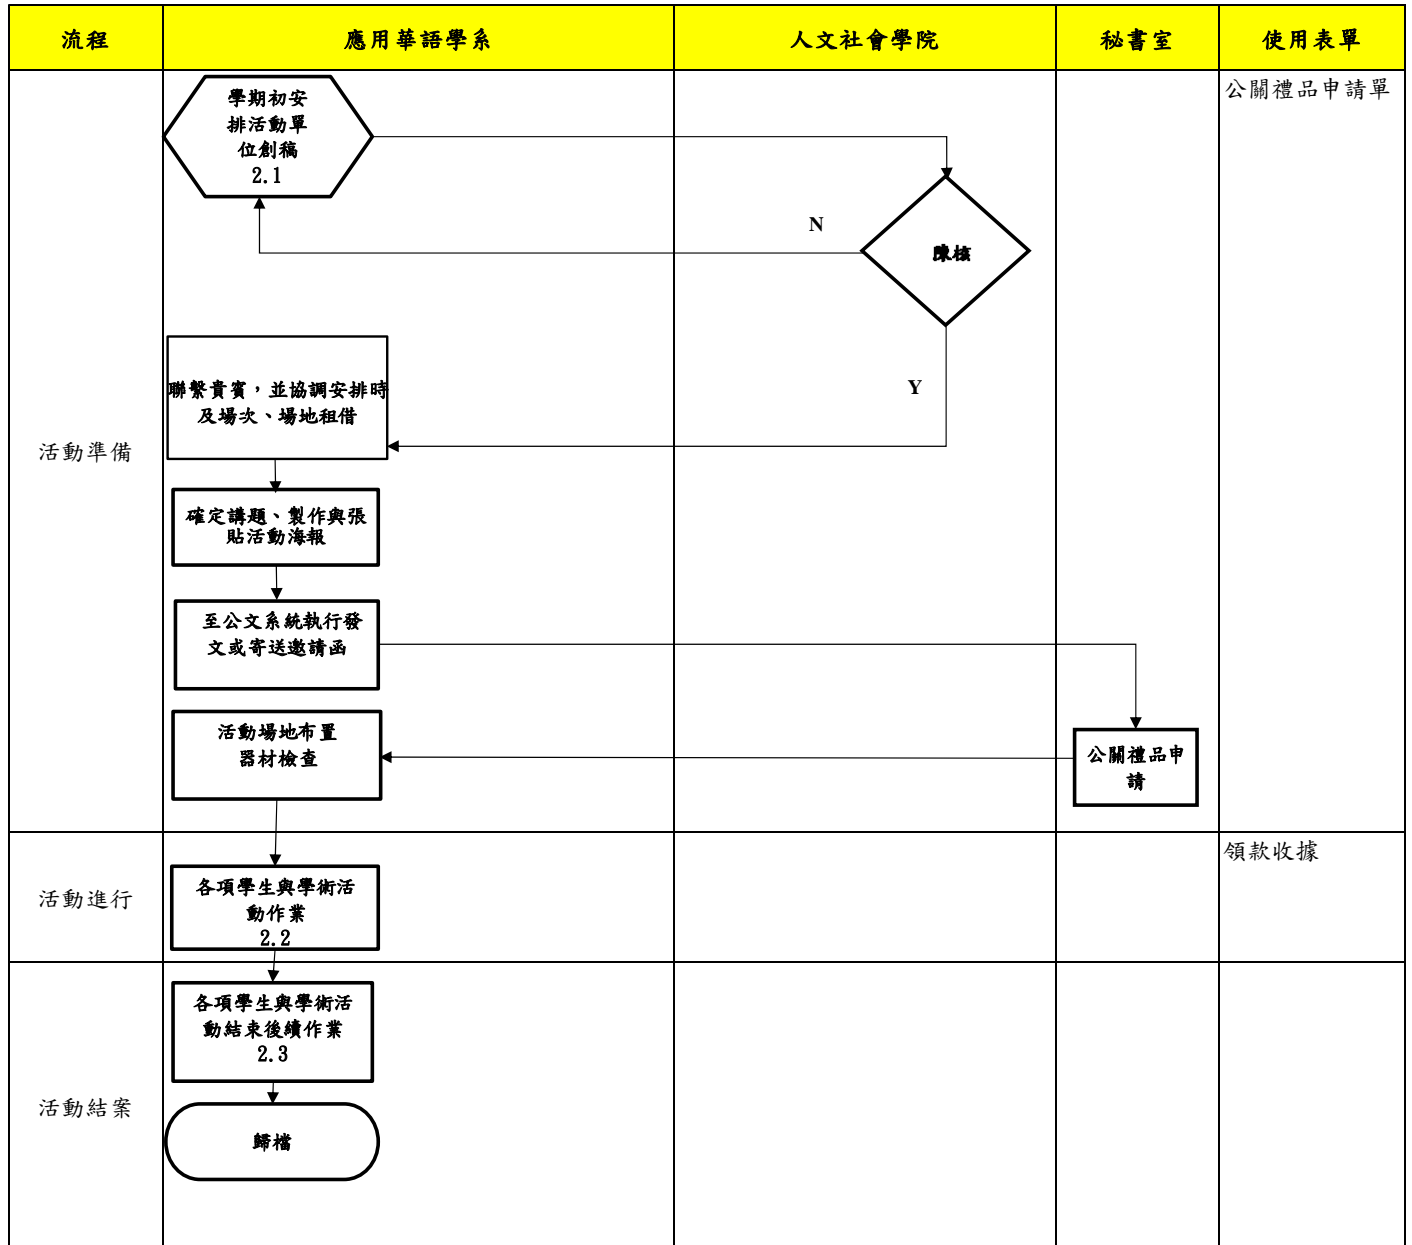 流程
應用華語學系
人文社會學院
秘書室
使用表單
學期初安
排活動單
位創稿
2.1
公關禮品申請單
N
陳核
聯繫貴賓，並協調安排時
及場次、場地租借
Y
活動準備
確定講題、製作與張
貼活動海報
至公文系統執行發
文或寄送邀請函
活動場地布置
器材檢查
公關禮品申
請
領款收據
活動進行
各項學生與學術活
動作業
2.2
各項學生與學術活
動結束後續作業
2.3
活動結案
歸檔